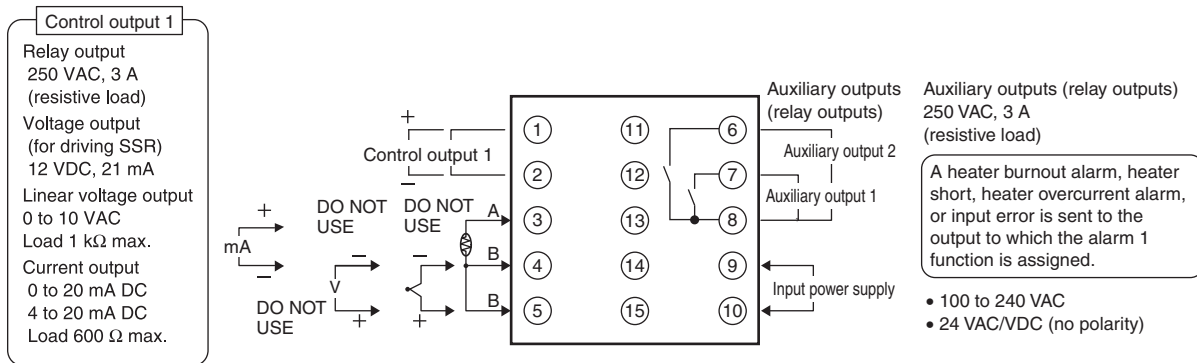 Control output 1
Relay output
250 VAC, 3 A
(resistive load)
Voltage output
(for driving SSR)
12 VDC, 21 mA
Linear voltage output
0 to 10 VAC
Load 1 kΩ max.
Current output
0 to 20 mA DC
4 to 20 mA DC
Load 600 Ω max.
+
mA
−
DO NOT
USE
−
V
+
DO NOT
USE
+
Control output 1
−
DO NOT
USE
−
+
A
B
B
1
2
3
4
5
11
12
13
14
15
6
7
8
9
10
Auxiliary outputs
(relay outputs)
Auxiliary output 2
Auxiliary output 1
Input power supply
Auxiliary outputs (relay outputs)
250 VAC, 3 A
(resistive load)
A heater burnout alarm, heater
short, heater overcurrent alarm,
or input error is sent to the
output to which the alarm 1
function is assigned.
• 100 to 240 VAC
• 24 VAC/VDC (no polarity)